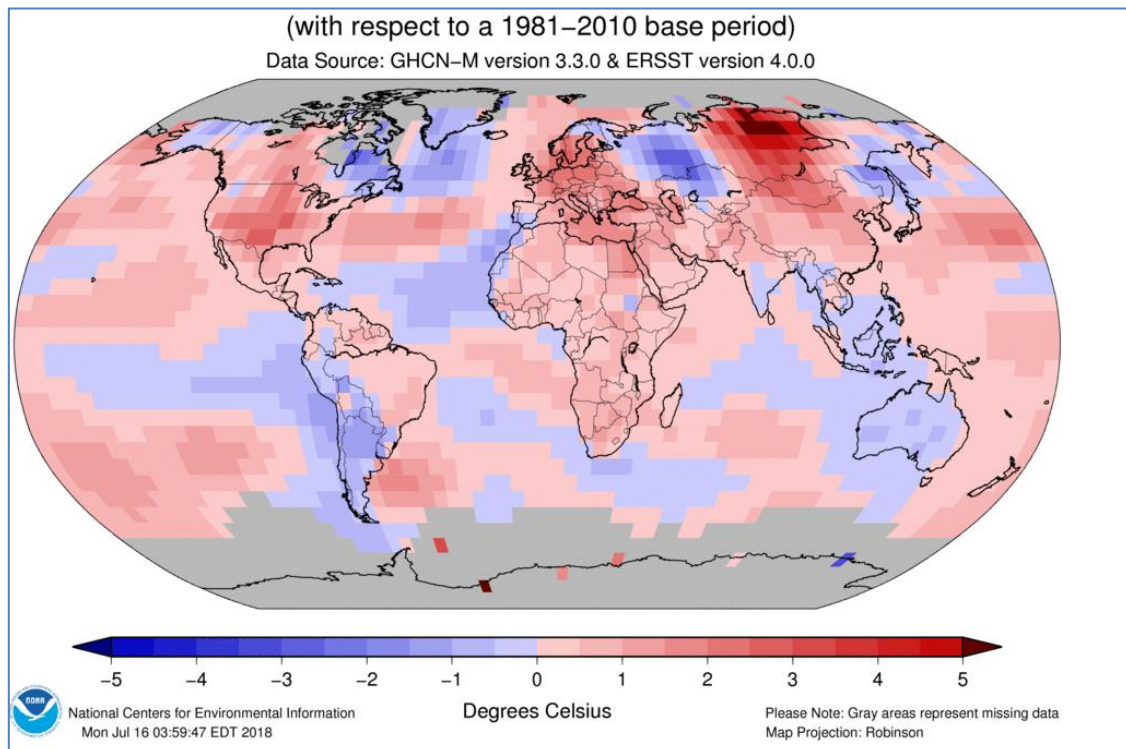 (with respect to a 1981−2010 base period)
Data Source: GHCN−M version 3.3.0 & ERSST version 4.0.0
−5 −4 −3 −2 −1 0 1 2 3 4 5
Degrees Celsius
NOAA
National Centers for Environmental Information
Mon Jul 16 03:59:47 EDT 2018
Please Note: Gray areas represent missing data
Map Projection: Robinson